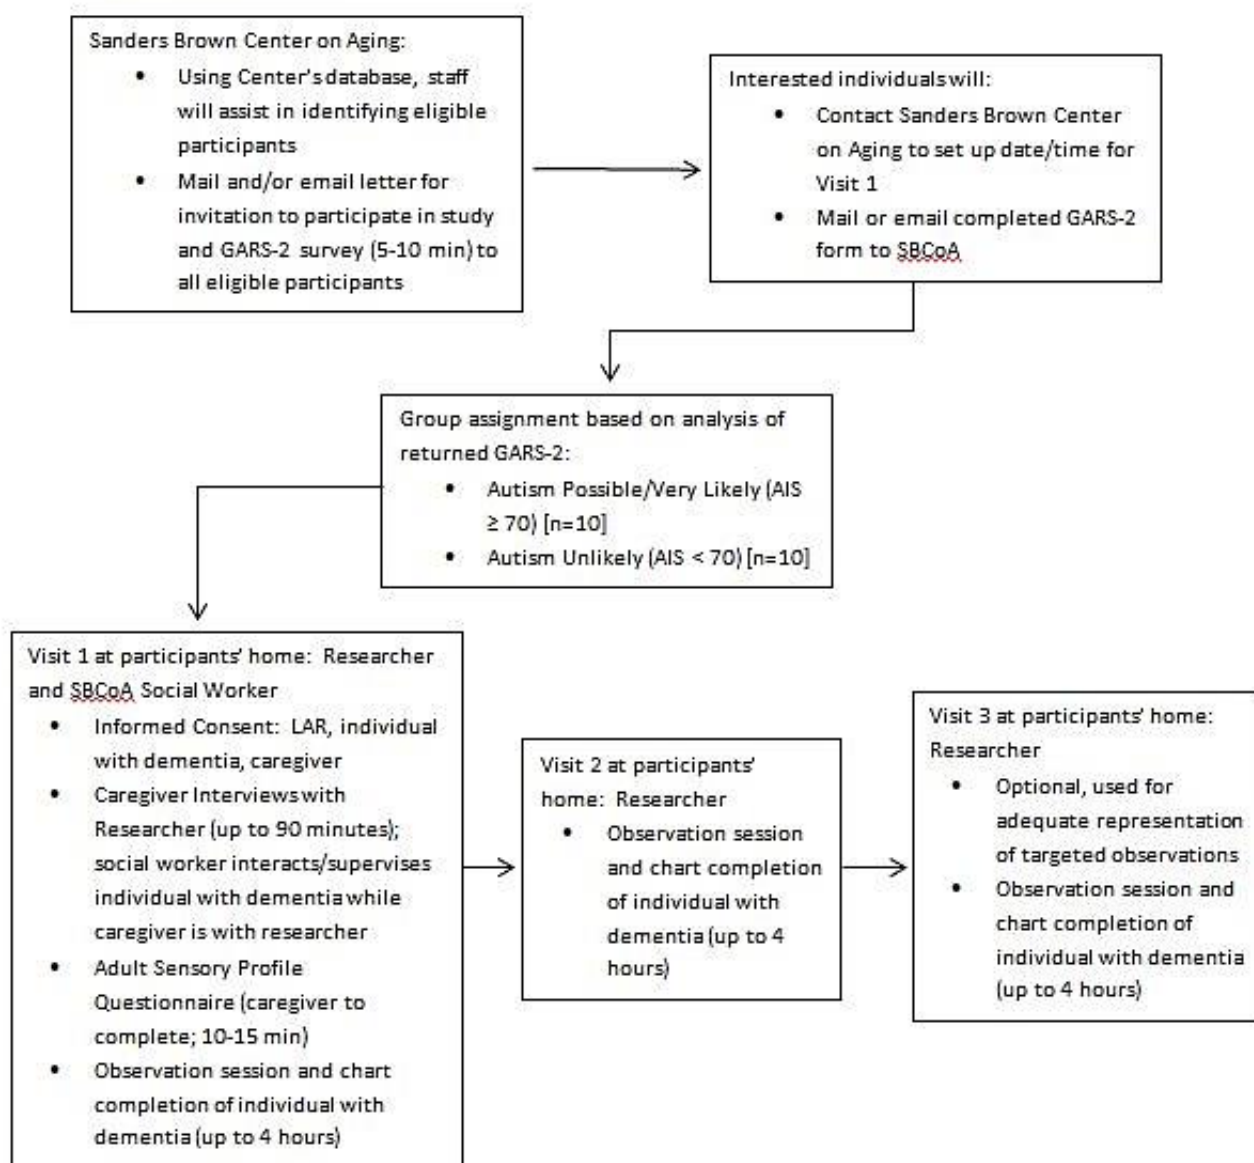 Sanders Brown Center on Aging:
• Using Center's database, staff
will assist in identifying eligible
participants
• Mail and/or email letter for
invitation to participate in study
and GARS-2 survey (5-10 min) to
all eligible participants
Interested individuals will:
• Contact Sanders Brown Center
on Aging to set up date/time for
Visit 1
• Mail or email completed GARS-2
form to SBCoA
Group assignment based on analysis of
returned GARS-2:
• Autism Possible/Very Likely (AIS
≥ 70) [n=10]
• Autism Unlikely (AIS < 70) [n=10]
Visit 1 at participants' home: Researcher
and SBCoA Social Worker
• Informed Consent: LAR, individual
with dementia, caregiver
• Caregiver Interviews with
Researcher (up to 90 minutes);
social worker interacts/supervises
individual with dementia while
caregiver is with researcher
• Adult Sensory Profile
Questionnaire (caregiver to
complete; 10-15 min)
• Observation session and chart
completion of individual with
dementia (up to 4 hours)
Visit 2 at participants'
home: Researcher
• Observation session
and chart completion
of individual with
dementia (up to 4
hours)
Visit 3 at participants' home:
Researcher
• Optional, used for
adequate representation
of targeted observations
• Observation session and
chart completion of
individual with dementia
(up to 4 hours)